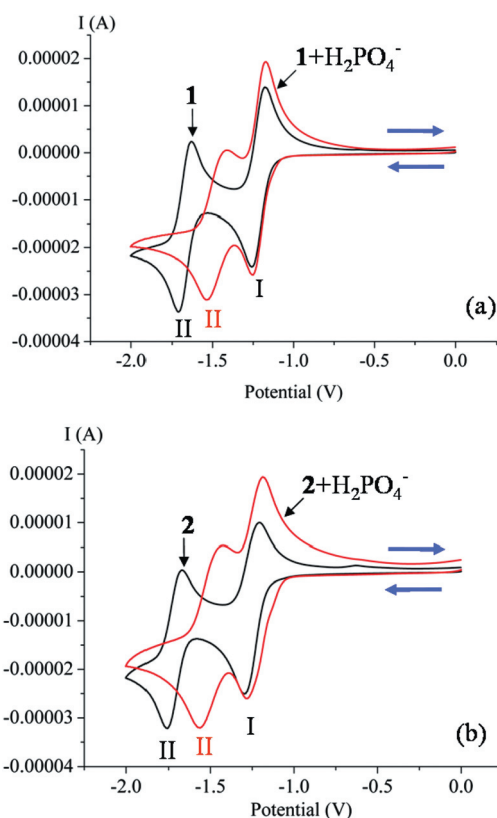 I (A)
0.00002
0.00001
0.00000
-0.00001
-0.00002
-0.00003
-0.00004
1
1+H₂PO₄⁻
II
II
I
(a)
-2.0 -1.5 -1.0 -0.5 0.0
Potential (V)
I (A)
0.00002
0.00001
0.00000
-0.00001
-0.00002
-0.00003
-0.00004
2
2+H₂PO₄⁻
II
II
I
(b)
-2.0 -1.5 -1.0 -0.5 0.0
Potential (V)